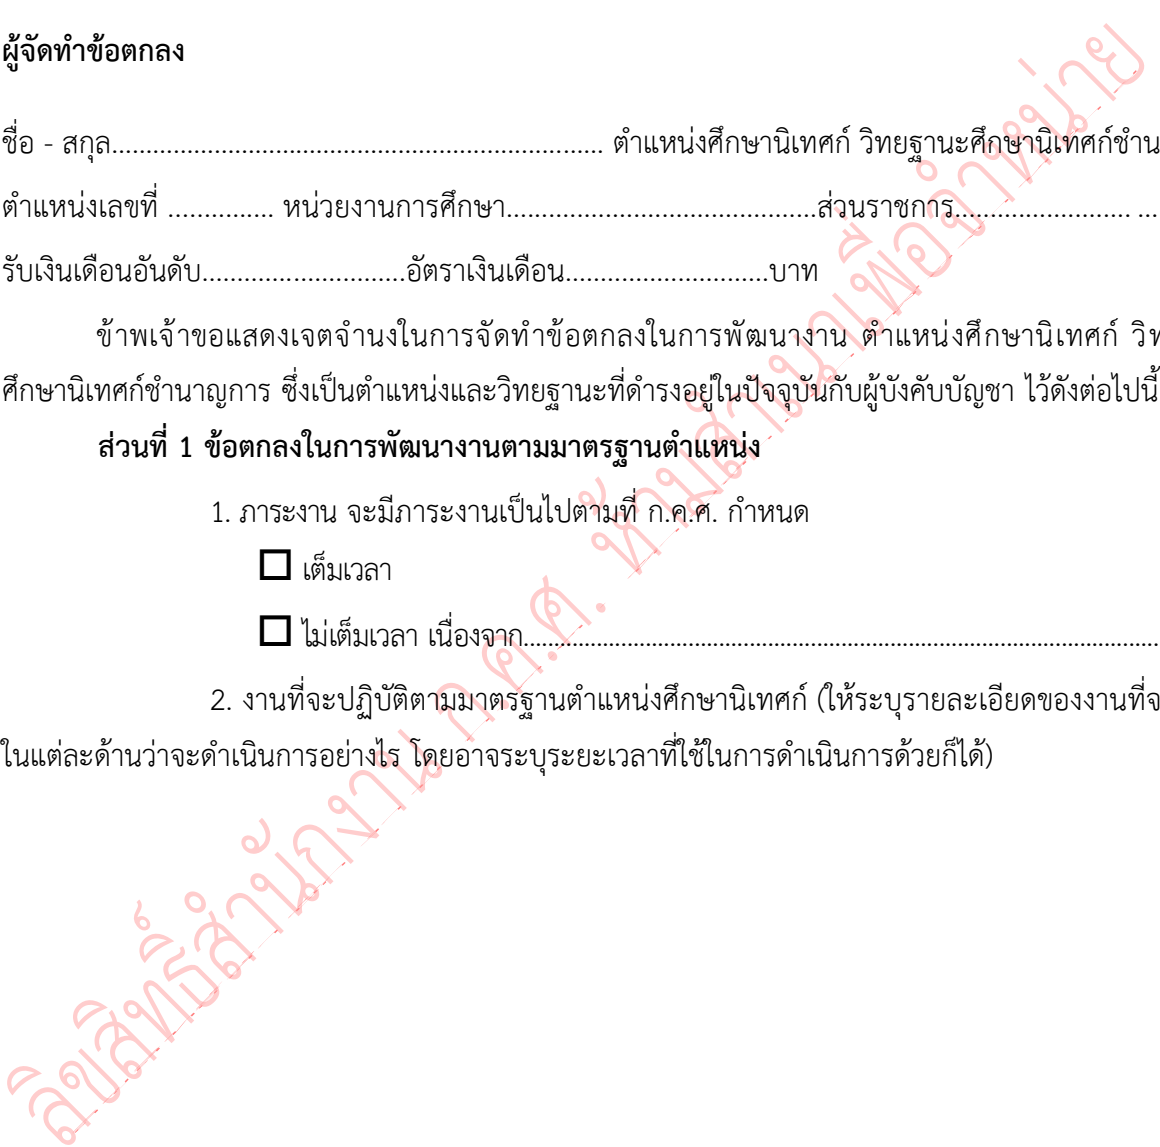 ผู้จัดทำข้อตกลง
ชื่อ - สกุล....................................................................... ตำแหน่งศึกษานิเทศก์ วิทยฐานะศึกษานิเทศก์ชำน
ตำแหน่งเลขที่ ............... หน่วยงานการศึกษา............................................ส่วนราชการ......................... ...
รับเงินเดือนอันดับ.............................อัตราเงินเดือน.............................บาท
ข้าพเจ้าขอแสดงเจตจำนงในการจัดทำข้อตกลงในการพัฒนางาน ตำแหน่งศึกษานิเทศก์ วิท
ศึกษานิเทศก์ชำนาญการ ซึ่งเป็นตำแหน่งและวิทยฐานะที่ดำรงอยู่ในปัจจุบันกับผู้บังคับบัญชา ไว้ดังต่อไปนี้
ส่วนที่ 1 ข้อตกลงในการพัฒนางานตามมาตรฐานตำแหน่ง
1. ภาระงาน จะมีภาระงานเป็นไปตามที่ ก.ค.ศ. กำหนด
☐ เต็มเวลา
☐ ไม่เต็มเวลา เนื่องจาก..........................................................................................................
2. งานที่จะปฏิบัติตามมาตรฐานตำแหน่งศึกษานิเทศก์ (ให้ระบุรายละเอียดของงานที่จ
ในแต่ละด้านว่าจะดำเนินการอย่างไร โดยอาจระบุระยะเวลาที่ใช้ในการดำเนินการด้วยก็ได้)
ลิขสิทธิ์สำนักงาน ก.ค.ศ. ห้ามสำเนาเพื่อจำหน่าย